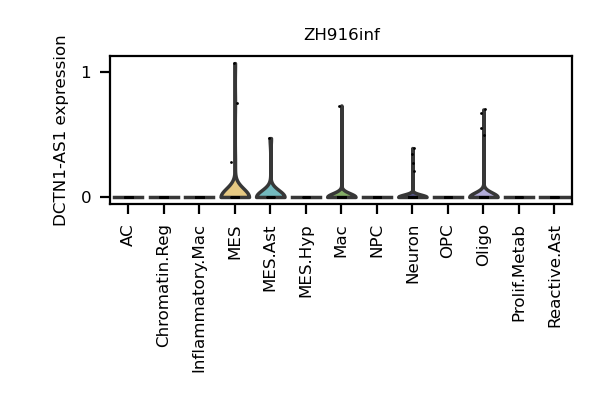 ZH916inf
DCTN1-AS1 expression
1
0
AC
Chromatin.Reg
Inflammatory.Mac
MES
MES.Ast
MES.Hyp
Mac
NPC
Neuron
OPC
Oligo
Prolif.Metab
Reactive.Ast